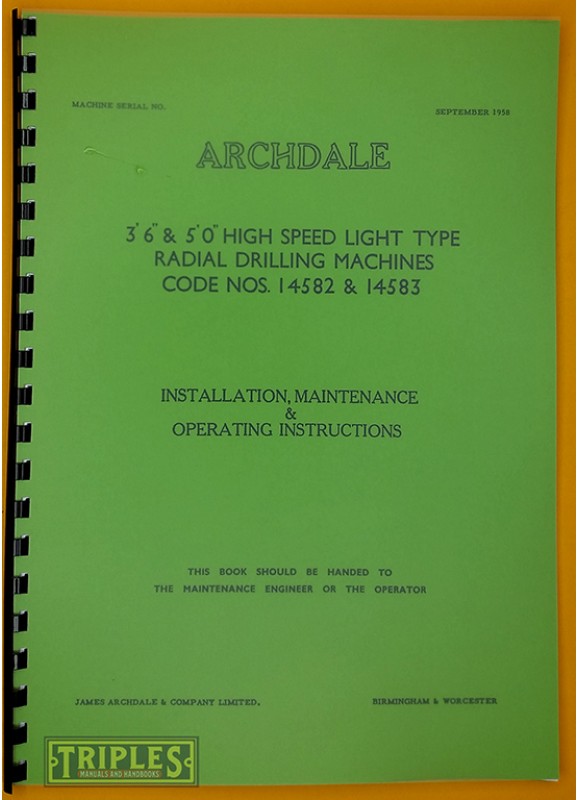 MACHINE SERIAL NO.
SEPTEMBER 1958
ARCHDALE
3' 6" & 5' 0" HIGH SPEED LIGHT TYPE
RADIAL DRILLING MACHINES
CODE NOS. 14582 & 14583
INSTALLATION, MAINTENANCE
&
OPERATING INSTRUCTIONS
THIS BOOK SHOULD BE HANDED TO
THE MAINTENANCE ENGINEER OR THE OPERATOR
JAMES ARCHDALE & COMPANY LIMITED.
BIRMINGHAM & WORCESTER
TRIPLES
MANUALS AND HANDBOOKS